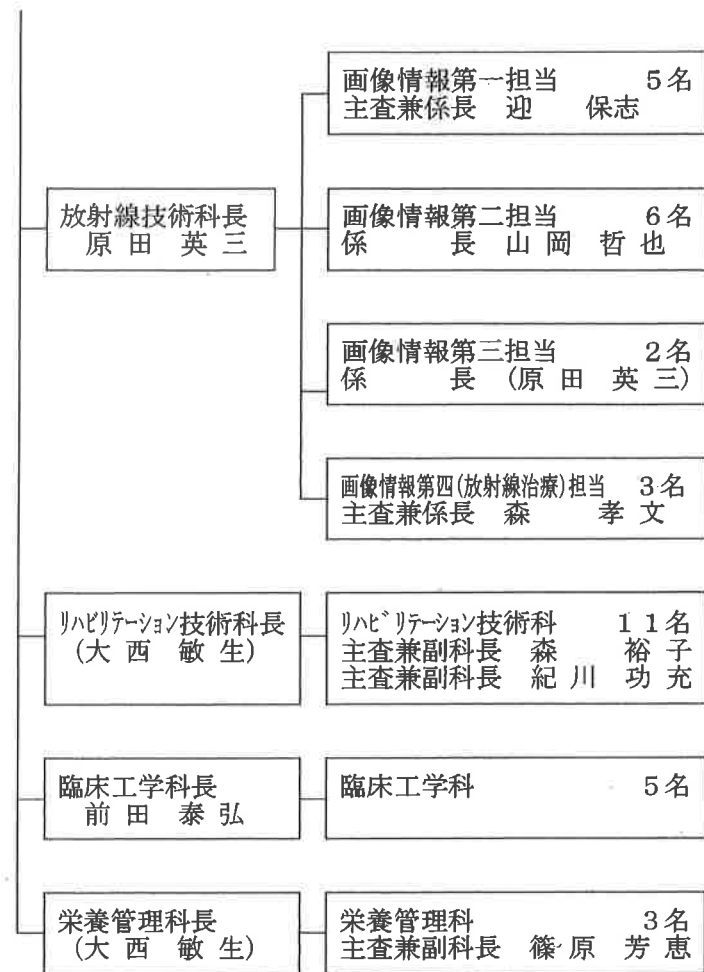 放射線技術科長
原田 英三
画像情報第一担当 5名
主査兼係長 迎 保志
画像情報第二担当 6名
係 長 山岡 哲也
画像情報第三担当 2名
係 長 (原田 英三)
画像情報第四(放射線治療)担当 3名
主査兼係長 森 孝文
リハビリテーション技術科長
(大西 敏生)
リハビリテーション技術科 11名
主査兼副科長 森 裕子
主査兼副科長 紀川 功充
臨床工学科長
前田 泰弘
臨床工学科 5名
栄養管理科長
(大西 敏生)
栄養管理科 3名
主査兼副科長 篠原 芳恵